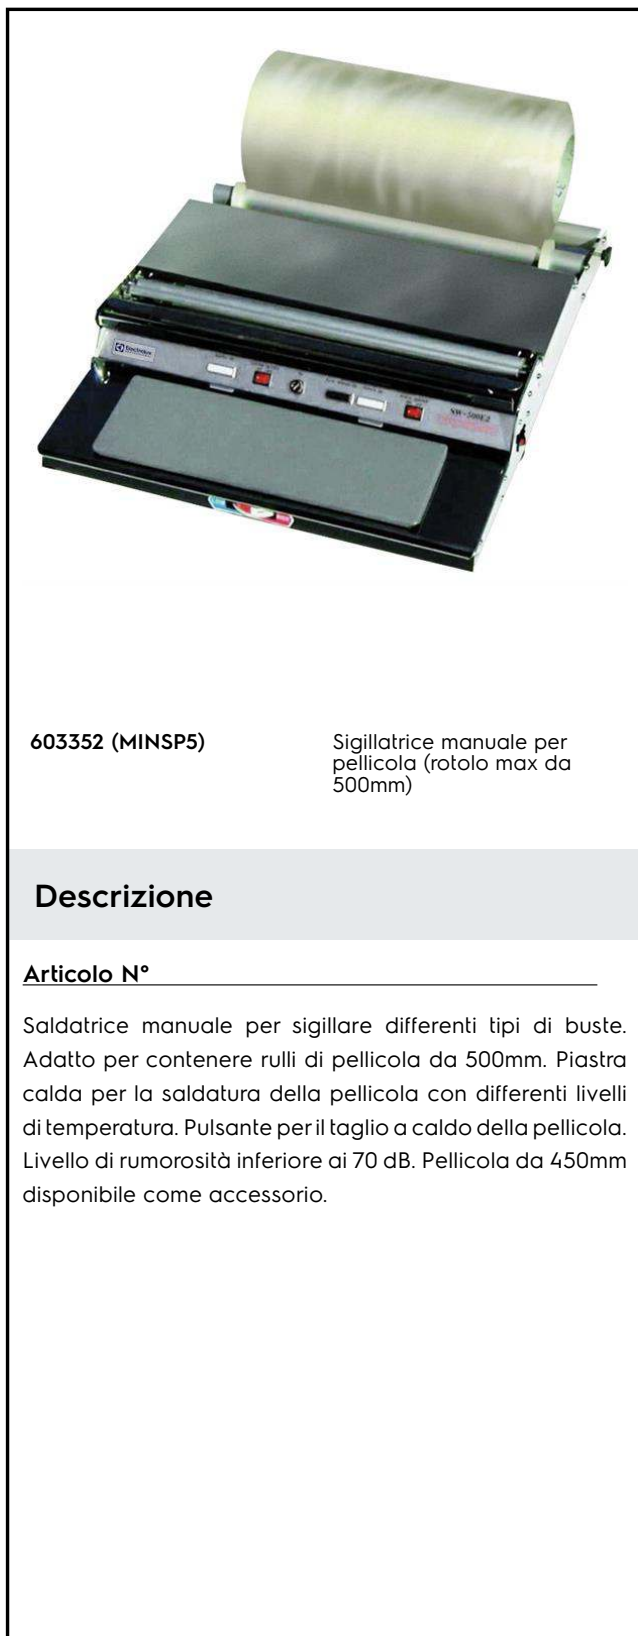 Electrolux
SW-500EZ
603352 (MINSP5)
Sigillatrice manuale per
pellicola (rotolo max da
500mm)
Descrizione
Articolo N°
Saldatrice manuale per sigillare differenti tipi di buste.
Adatto per contenere rulli di pellicola da 500mm. Piastra
calda per la saldatura della pellicola con differenti livelli
di temperatura. Pulsante per il taglio a caldo della pellicola.
Livello di rumorosità inferiore ai 70 dB. Pellicola da 450mm
disponibile come accessorio.